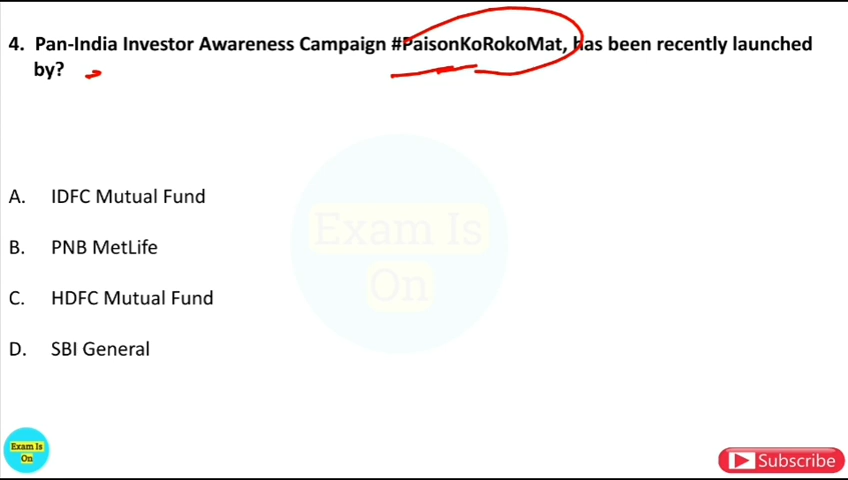 4. Pan-India Investor Awareness Campaign #PaisonKoRokoMat, has been recently launched
by?
Exam Is
On
A. IDFC Mutual Fund
B. PNB MetLife
C. HDFC Mutual Fund
D. SBI General
Exam Is
On
Subscribe